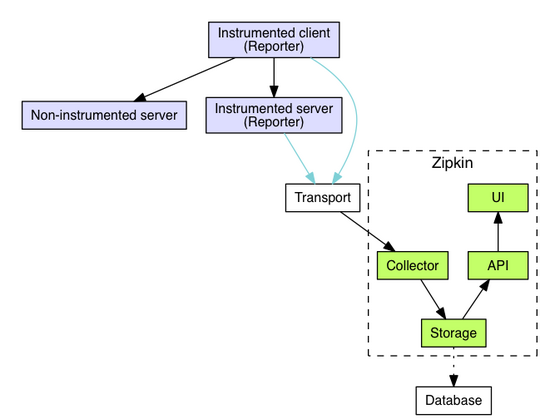 Instrumented client
(Reporter)
Non-instrumented server
Instrumented server
(Reporter)
Zipkin
Transport
UI
Collector
API
Storage
Database